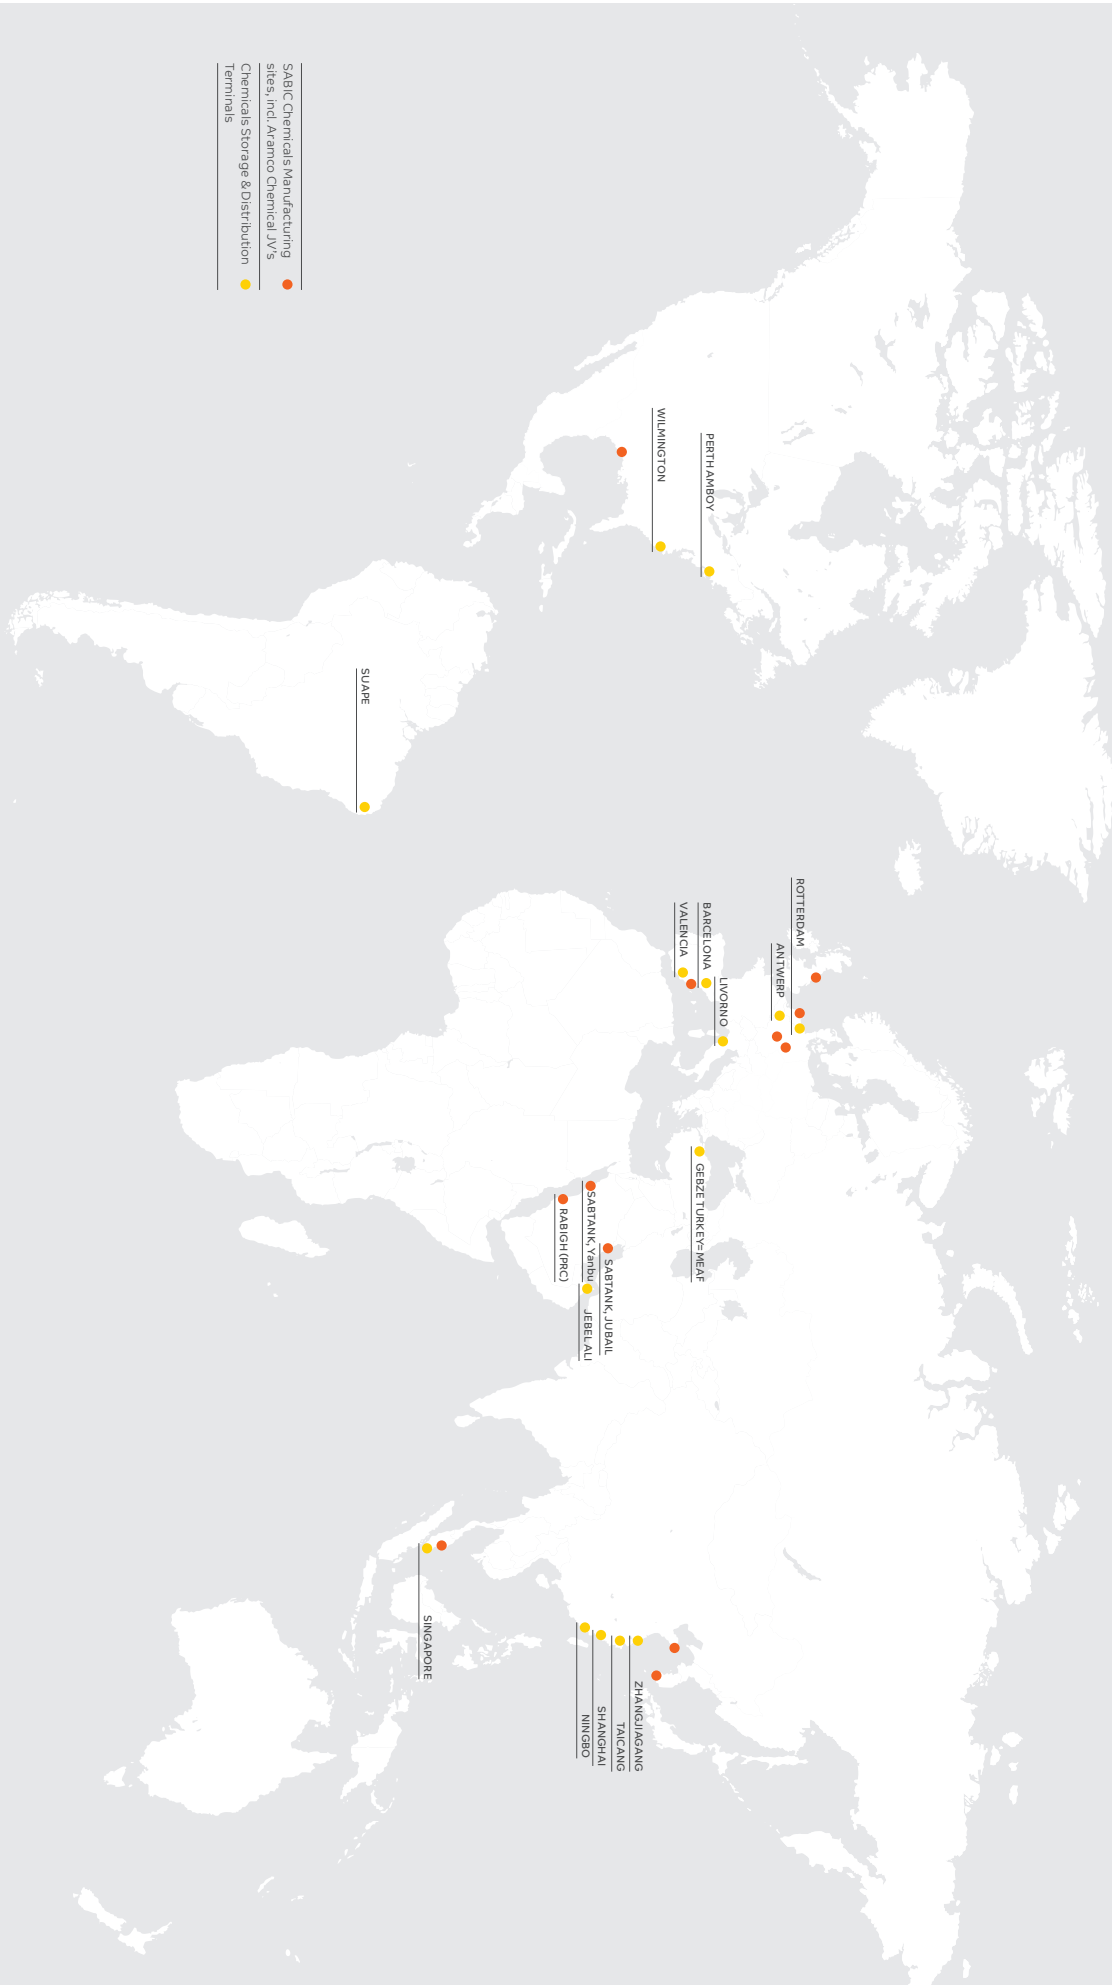 SABIC Chemicals Manufacturing
sites, incl. Aramco Chemical JV's
Chemicals Storage & Distribution
Terminals
WILMINGTON
PERTH AMBOY
SUAPE
ROTTERDAM
ANTWERP
BARCELONA
VALENCIA
LIVORNO
GEBZE TURKEY=MEAF
SABTANK, JUBAIL
SABTANK, Yanbu
RABIGH (PRC)
JEBEL ALI
ZHANGJIAGANG
TAICANG
SHANGHAI
NINGBO
SINGAPORE